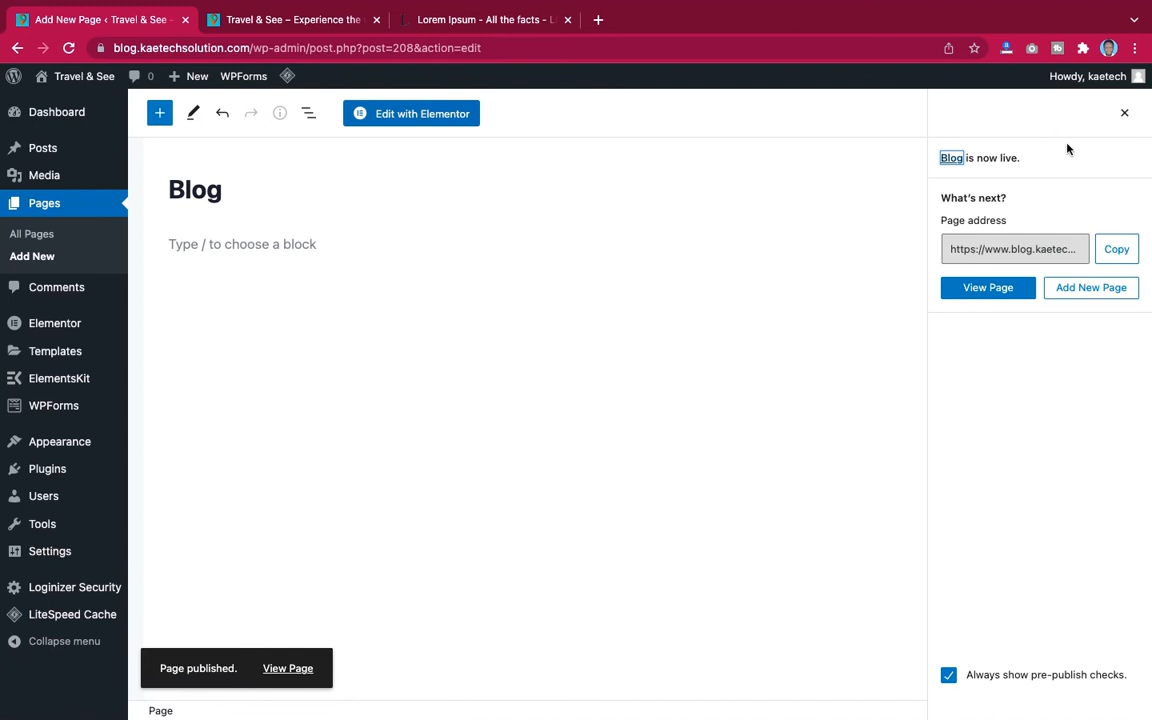 Add New Page ‹ Travel & See -
Travel & See – Experience the
Lorem Ipsum - All the facts - L
blog.kaetechsolution.com/wp-admin/post.php?post=208&action=edit
Travel & See
0
New
WPForms
Howdy, kaetech
Dashboard
Posts
Media
Pages
All Pages
Add New
Comments
Elementor
Templates
ElementsKit
WPForms
Appearance
Plugins
Users
Tools
Settings
Loginizer Security
LiteSpeed Cache
Collapse menu
Edit with Elementor
Blog
Type / to choose a block
Page published.
View Page
Page
Blog is now live.
What's next?
Page address
https://www.blog.kaetec...
Copy
View Page
Add New Page
Always show pre-publish checks.